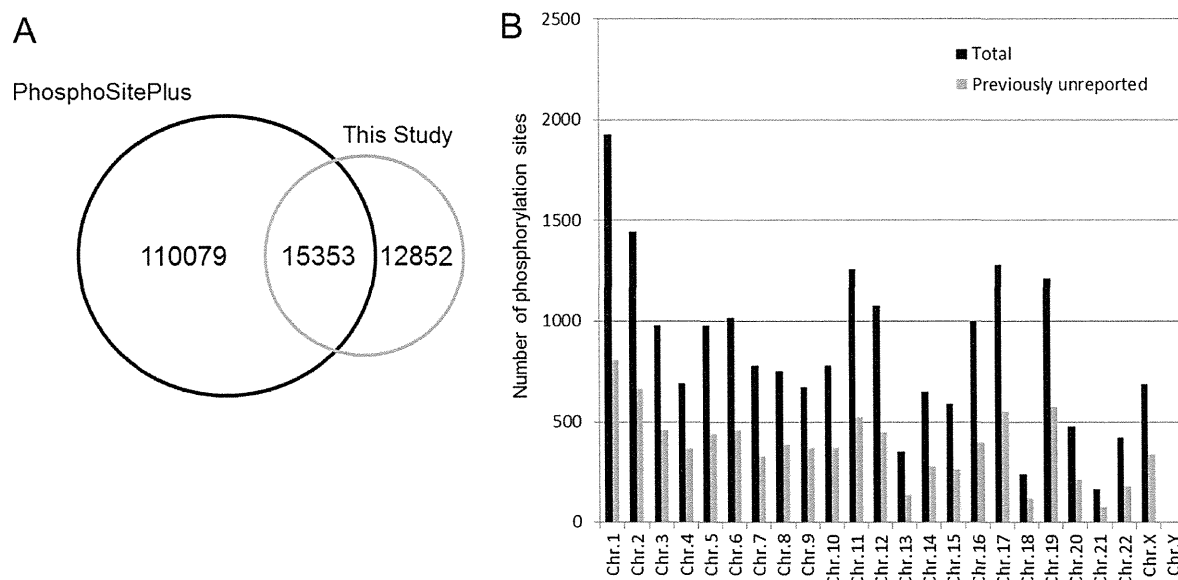 A
PhosphoSitePlus
This Study
110079
15353
12852
B
Number of phosphorylation sites
2500
2000
1500
1000
500
0
Total
Previously unreported
Chr.1
Chr.2
Chr.3
Chr.4
Chr.5
Chr.6
Chr.7
Chr.8
Chr.9
Chr.10
Chr.11
Chr.12
Chr.13
Chr.14
Chr.15
Chr.16
Chr.17
Chr.18
Chr.19
Chr.20
Chr.21
Chr.22
Chr.X
Chr.Y